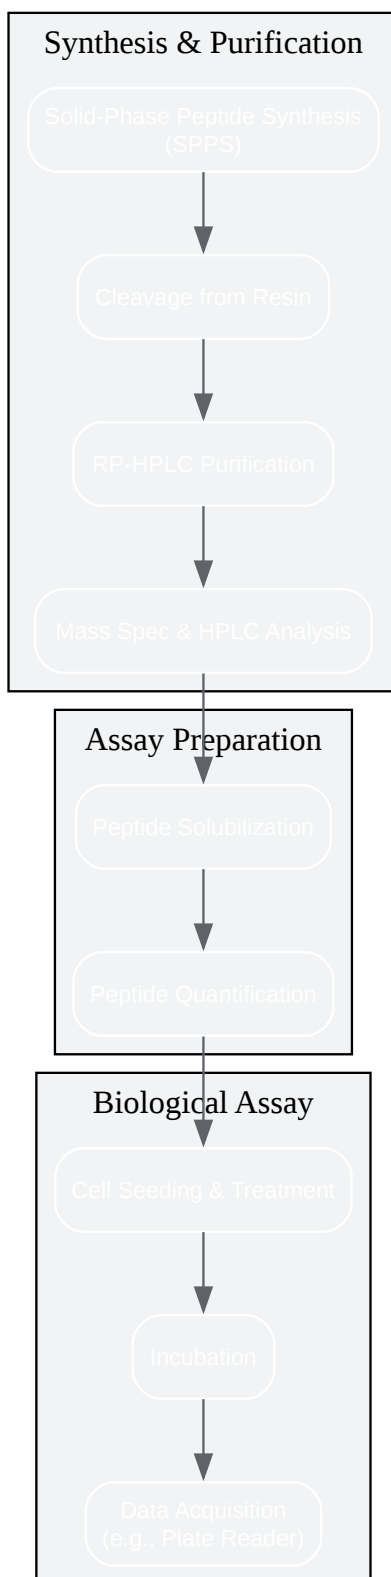 Synthesis & Purification
Solid-Phase Peptide Synthesis
(SPPS)
Cleavage from Resin
RP-HPLC Purification
Mass Spec & HPLC Analysis
Assay Preparation
Peptide Solubilization
Peptide Quantification
Biological Assay
Cell Seeding & Treatment
Incubation
Data Acquisition
(e.g., Plate Reader)